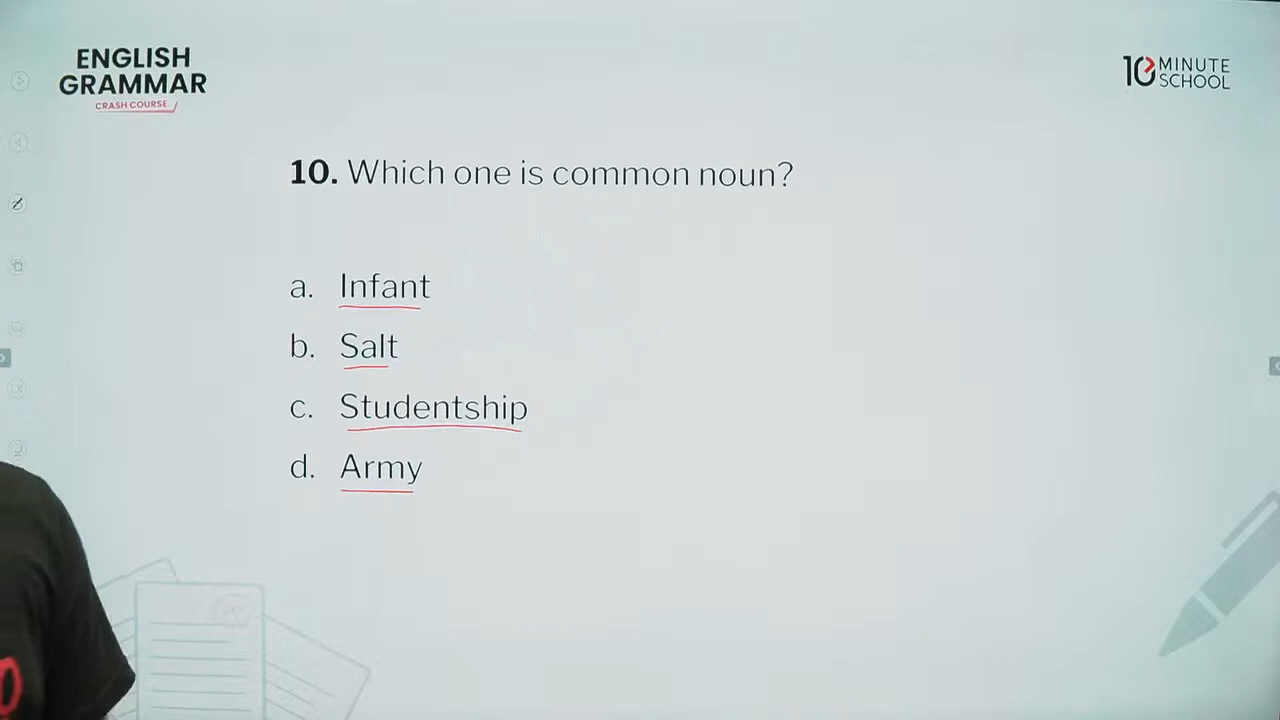 ENGLISH
GRAMMAR
CRASH COURSE
10 MINUTE
SCHOOL
10. Which one is common noun?
a. Infant
b. Salt
c. Studentship
d. Army